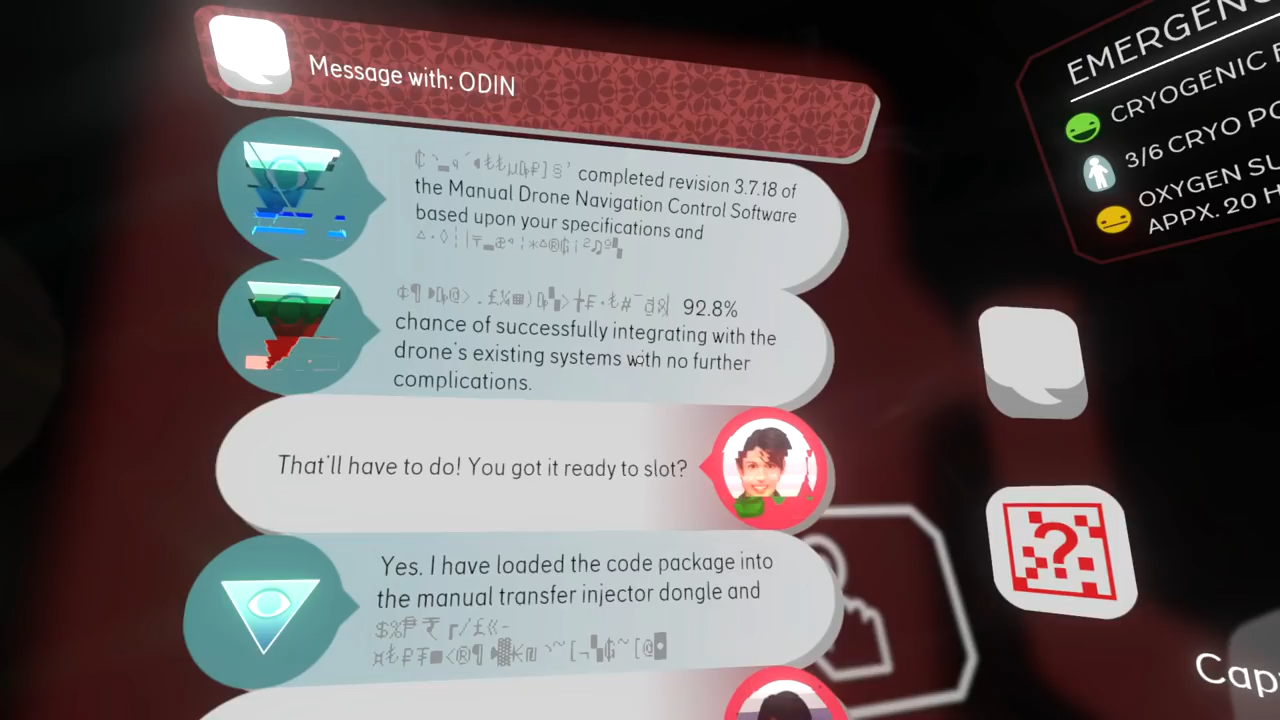 Message with: ODIN
completed revision 3.7.18 of
the Manual Drone Navigation Control Software
based upon your specifications and
92.8%
chance of successfully integrating with the
drone's existing systems with no further
complications.
That'll have to do! You got it ready to slot?
Yes. I have loaded the code package into
the manual transfer injector dongle and
EMERGENC
CRYOGENIC
3/6 CRYO PO
OXYGEN SU
APPX. 20 H
?
Cap